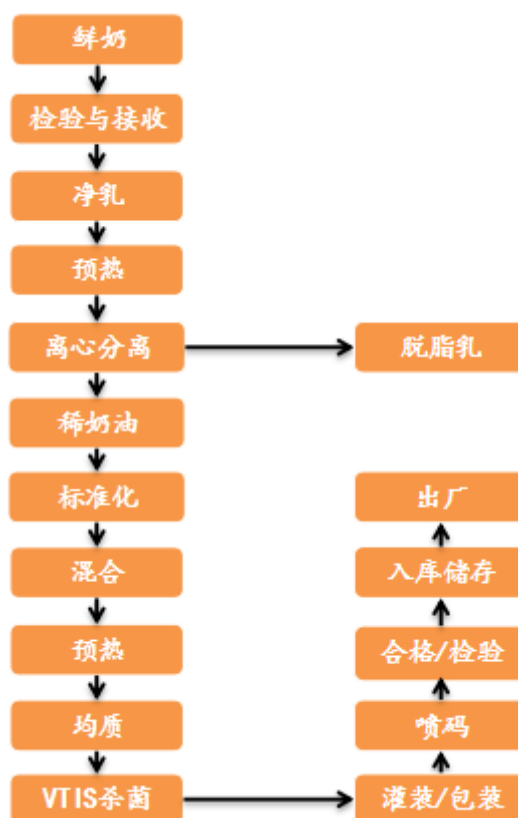 鲜奶
检验与接收
净乳
预热
离心分离
脱脂乳
稀奶油
标准化
混合
预热
均质
VTIS杀菌
灌装/包装
喷码
合格/检验
入库储存
出厂